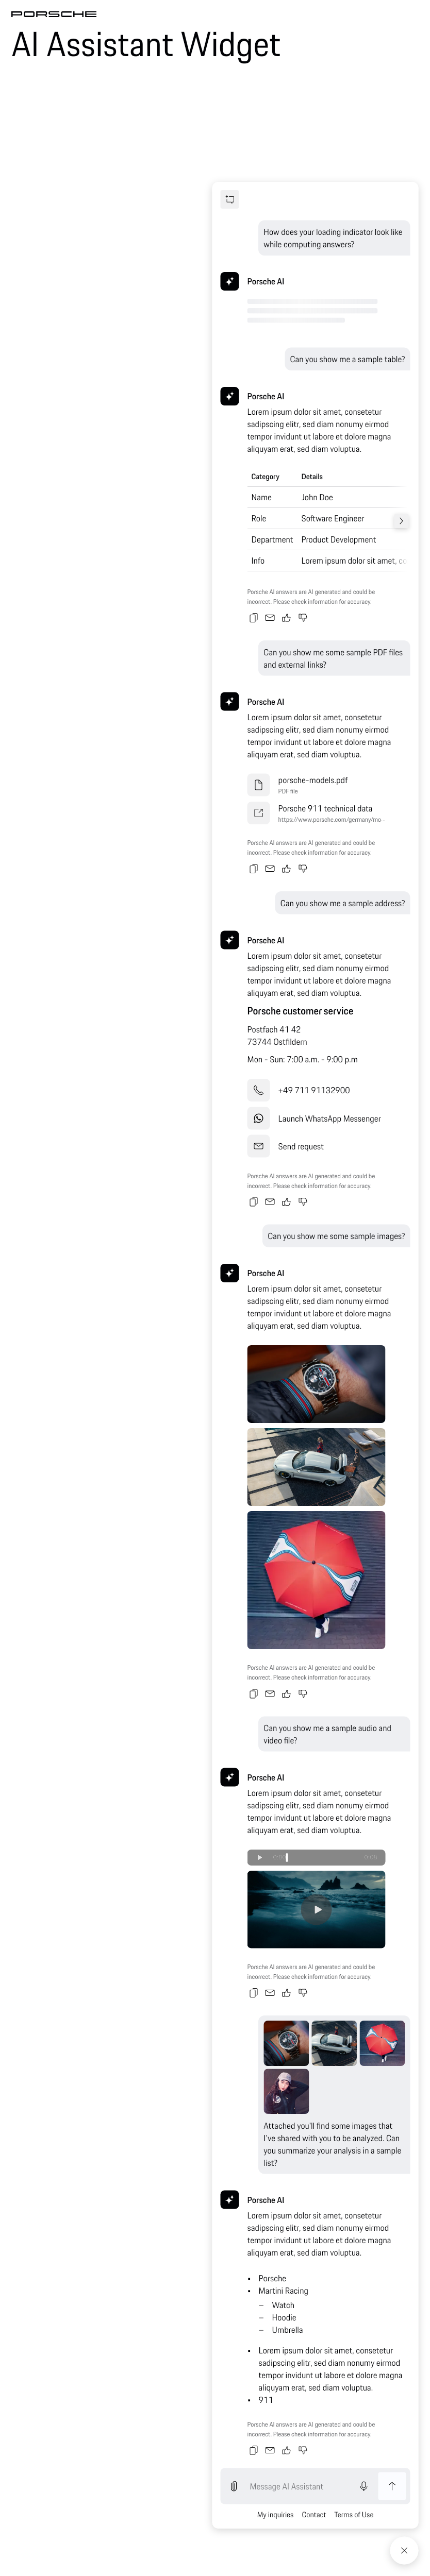 PORSCHE
AI Assistant Widget
How does your loading indicator look like
while computing answers?
Porsche AI
Can you show me a sample table?
Porsche AI
Lorem ipsum dolor sit amet, consetetur
sadipscing elitr, sed diam nonumy eirmod
tempor invidunt ut labore et dolore magna
aliquyam erat, sed diam voluptua.
Category Details
Name John Doe
Role Software Engineer
Department Product Development
Info Lorem ipsum dolor sit amet,
Porsche AI answers are AI generated and could be
incorrect. Please check information for accuracy.
Can you show me some sample PDF files
and external links?
Porsche AI
Lorem ipsum dolor sit amet, consetetur
sadipscing elitr, sed diam nonumy eirmod
tempor invidunt ut labore et dolore magna
aliquyam erat, sed diam voluptua.
porsche-models.pdf
PDF file
Porsche 911 technical data
https://www.porsche.com/germany/mo...
Porsche AI answers are AI generated and could be
incorrect. Please check information for accuracy.
Can you show me a sample address?
Porsche AI
Lorem ipsum dolor sit amet, consetetur
sadipscing elitr, sed diam nonumy eirmod
tempor invidunt ut labore et dolore magna
aliquyam erat, sed diam voluptua.
Porsche customer service
Postfach 41 42
73744 Ostfildern
Mon - Sun: 7:00 a.m. - 9:00 p.m
+49 711 91132900
Launch WhatsApp Messenger
Send request
Porsche AI answers are AI generated and could be
incorrect. Please check information for accuracy.
Can you show me some sample images?
Porsche AI
Lorem ipsum dolor sit amet, consetetur
sadipscing elitr, sed diam nonumy eirmod
tempor invidunt ut labore et dolore magna
aliquyam erat, sed diam voluptua.
Porsche AI answers are AI generated and could be
incorrect. Please check information for accuracy.
Can you show me a sample audio and
video file?
Porsche AI
Lorem ipsum dolor sit amet, consetetur
sadipscing elitr, sed diam nonumy eirmod
tempor invidunt ut labore et dolore magna
aliquyam erat, sed diam voluptua.
Porsche AI answers are AI generated and could be
incorrect. Please check information for accuracy.
Attached you'll find some images that
I've shared with you to be analyzed. Can
you summarize your analysis in a sample
list?
Porsche AI
Lorem ipsum dolor sit amet, consetetur
sadipscing elitr, sed diam nonumy eirmod
tempor invidunt ut labore et dolore magna
aliquyam erat, sed diam voluptua.
• Porsche
• Martini Racing
– Watch
– Hoodie
– Umbrella
• Lorem ipsum dolor sit amet, consetetur
sadipscing elitr, sed diam nonumy eirmod
tempor invidunt ut labore et dolore magna
aliquyam erat, sed diam voluptua.
• 911
Porsche AI answers are AI generated and could be
incorrect. Please check information for accuracy.
Message AI Assistant
My inquiries Contact Terms of Use